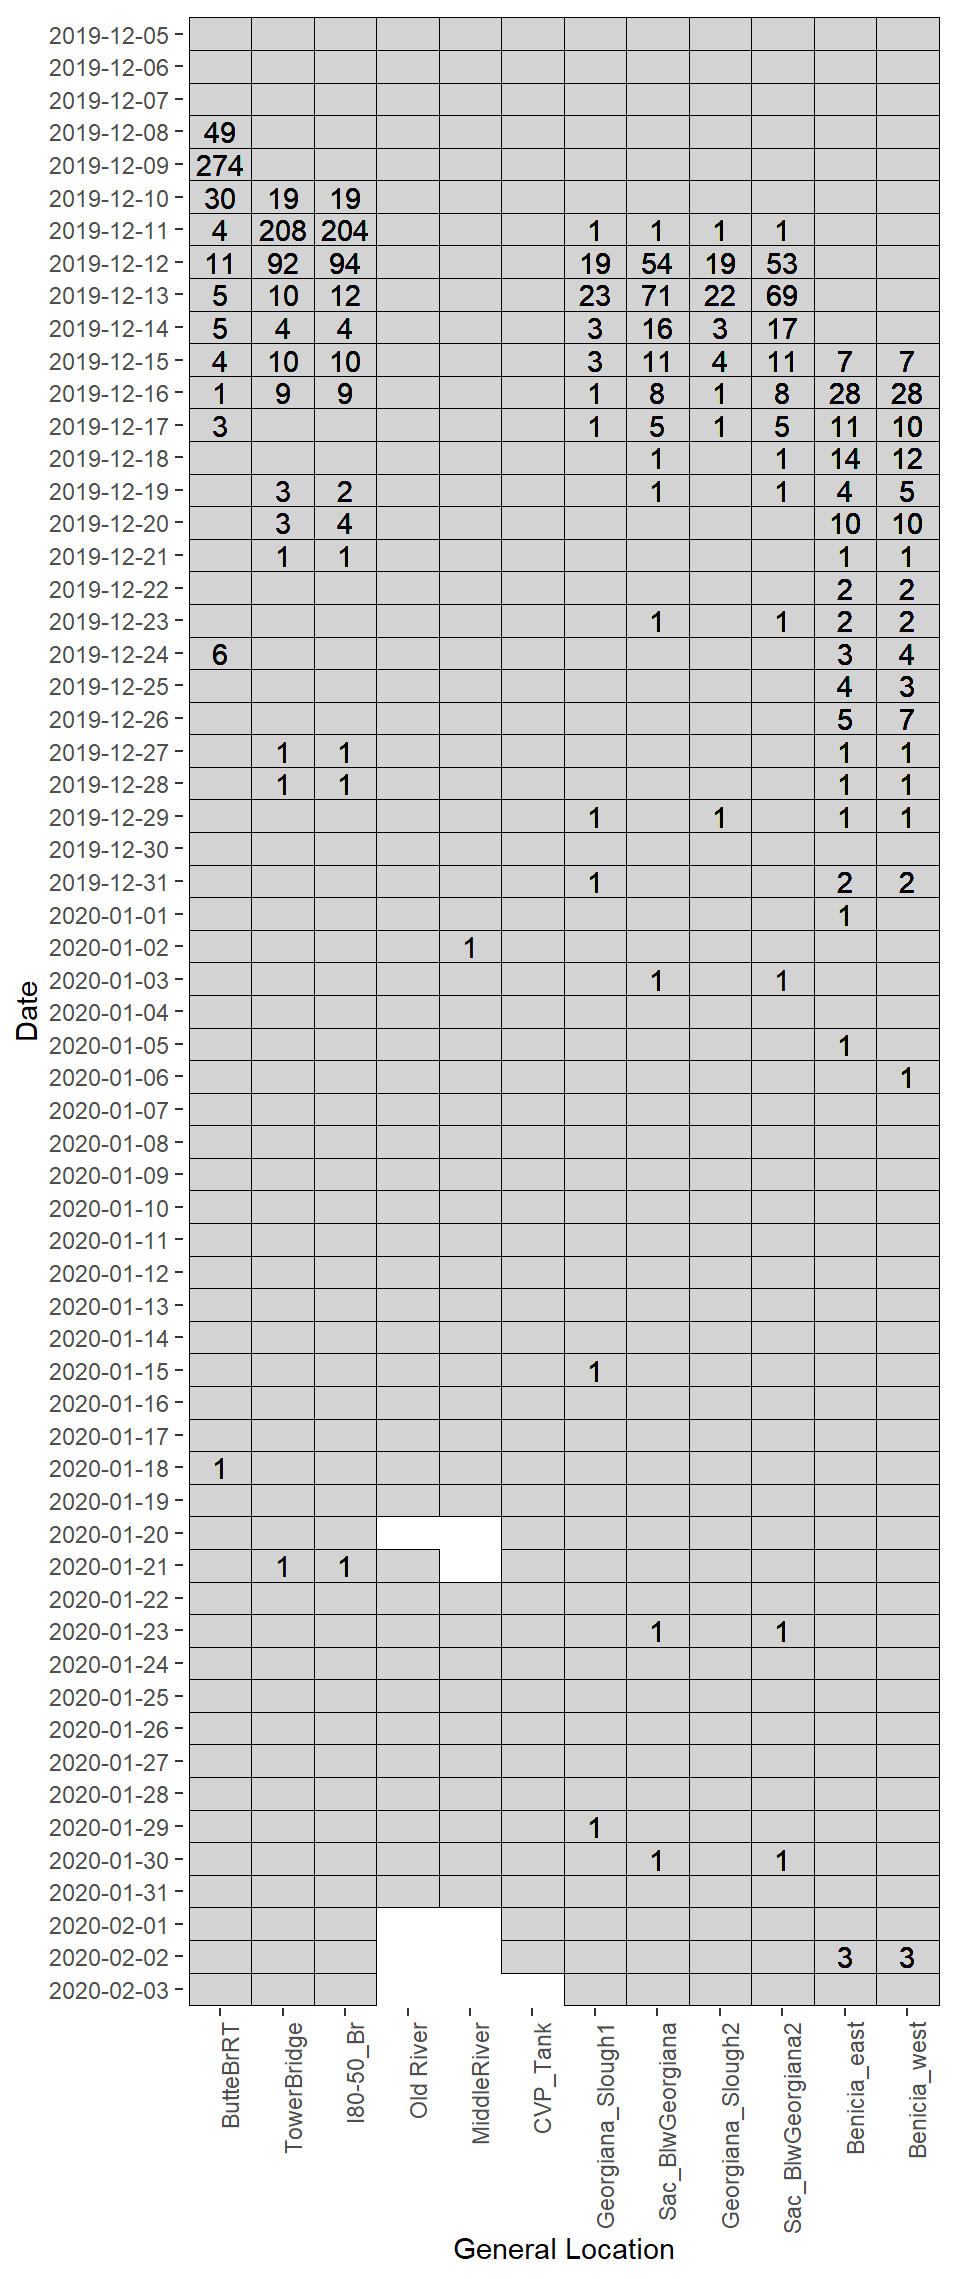 2019-12-05
2019-12-06
2019-12-07
2019-12-08 49
2019-12-09 274
2019-12-10 30 19 19
2019-12-11 4 208 204 1 1 1 1
2019-12-12 11 92 94 19 54 19 53
2019-12-13 5 10 12 23 71 22 69
2019-12-14 5 4 4 3 16 3 17
2019-12-15 4 10 10 3 11 4 11 7 7
2019-12-16 1 9 9 1 8 1 8 28 28
2019-12-17 3 1 5 1 5 11 10
2019-12-18 1 1 14 12
2019-12-19 3 2 1 1 4 5
2019-12-20 3 4 10 10
2019-12-21 1 1 1 1
2019-12-22 2 2
2019-12-23 1 1 2 2
2019-12-24 6 3 4
2019-12-25 4 3
2019-12-26 5 7
2019-12-27 1 1 1 1
2019-12-28 1 1 1 1
2019-12-29 1 1 1 1
2019-12-30
2019-12-31 1 2 2
2020-01-01 1
2020-01-02 1
2020-01-03 1 1
2020-01-04
2020-01-05 1
2020-01-06 1
2020-01-07
2020-01-08
2020-01-09
2020-01-10
2020-01-11
2020-01-12
2020-01-13
2020-01-14
2020-01-15 1
2020-01-16
2020-01-17
2020-01-18 1
2020-01-19
2020-01-20
2020-01-21 1 1
2020-01-22
2020-01-23 1 1
2020-01-24
2020-01-25
2020-01-26
2020-01-27
2020-01-28
2020-01-29 1
2020-01-30 1 1
2020-01-31
2020-02-01
2020-02-02 3 3
2020-02-03
Date
ButteBrRT
TowerBridge
I80-50_Br
Old River
MiddleRiver
CVP_Tank
Georgiana_Slough1
Sac_BlwGeorgiana
Georgiana_Slough2
Sac_BlwGeorgiana2
Benicia_east
Benicia_west
General Location